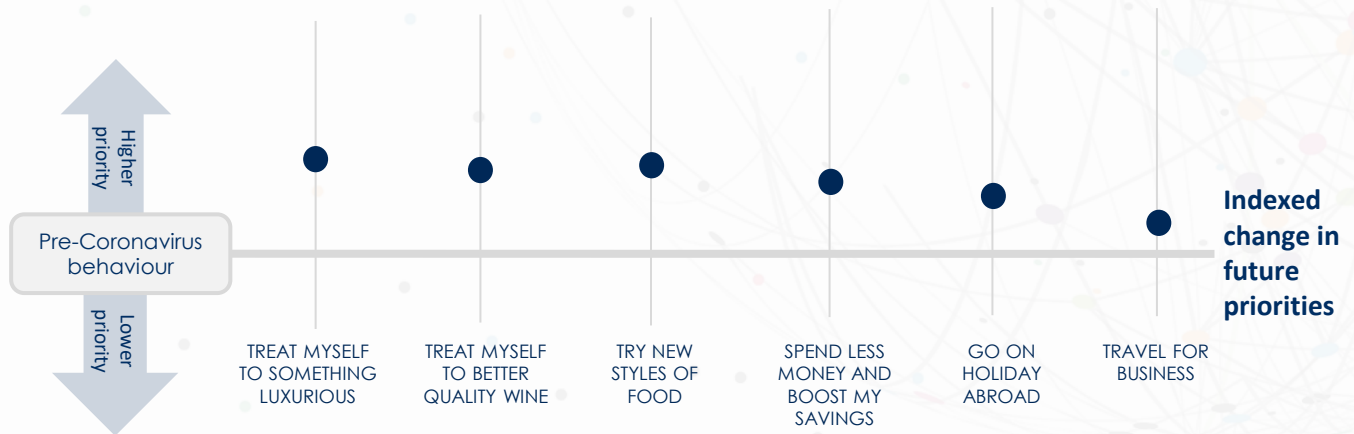 Higher
priority
Pre-Coronavirus
behaviour
Lower
priority
TREAT MYSELF
TO SOMETHING
LUXURIOUS
TREAT MYSELF
TO BETTER
QUALITY WINE
TRY NEW
STYLES OF
FOOD
SPEND LESS
MONEY AND
BOOST MY
SAVINGS
GO ON
HOLIDAY
ABROAD
TRAVEL FOR
BUSINESS
Indexed
change in
future
priorities